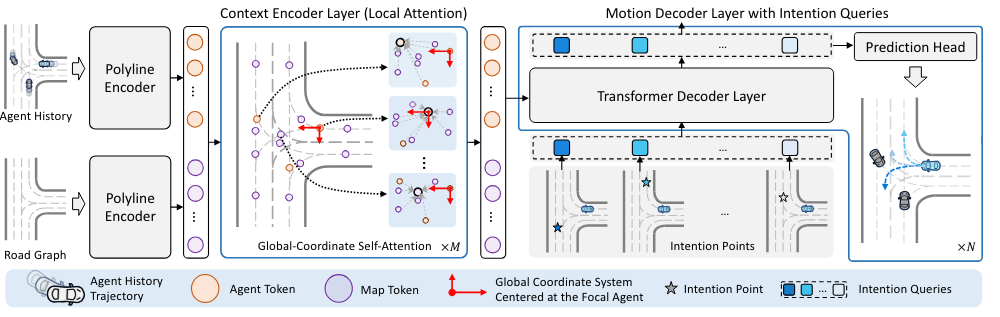 Context Encoder Layer (Local Attention)
Motion Decoder Layer with Intention Queries
Agent History
Polyline
Encoder
Road Graph
Polyline
Encoder
Global-Coordinate Self-Attention
×M
...
Prediction Head
Transformer Decoder Layer
...
...
Intention Points
×N
Agent History
Trajectory
Agent Token
Map Token
Global Coordinate System
Centered at the Focal Agent
Intention Point
...
Intention Queries